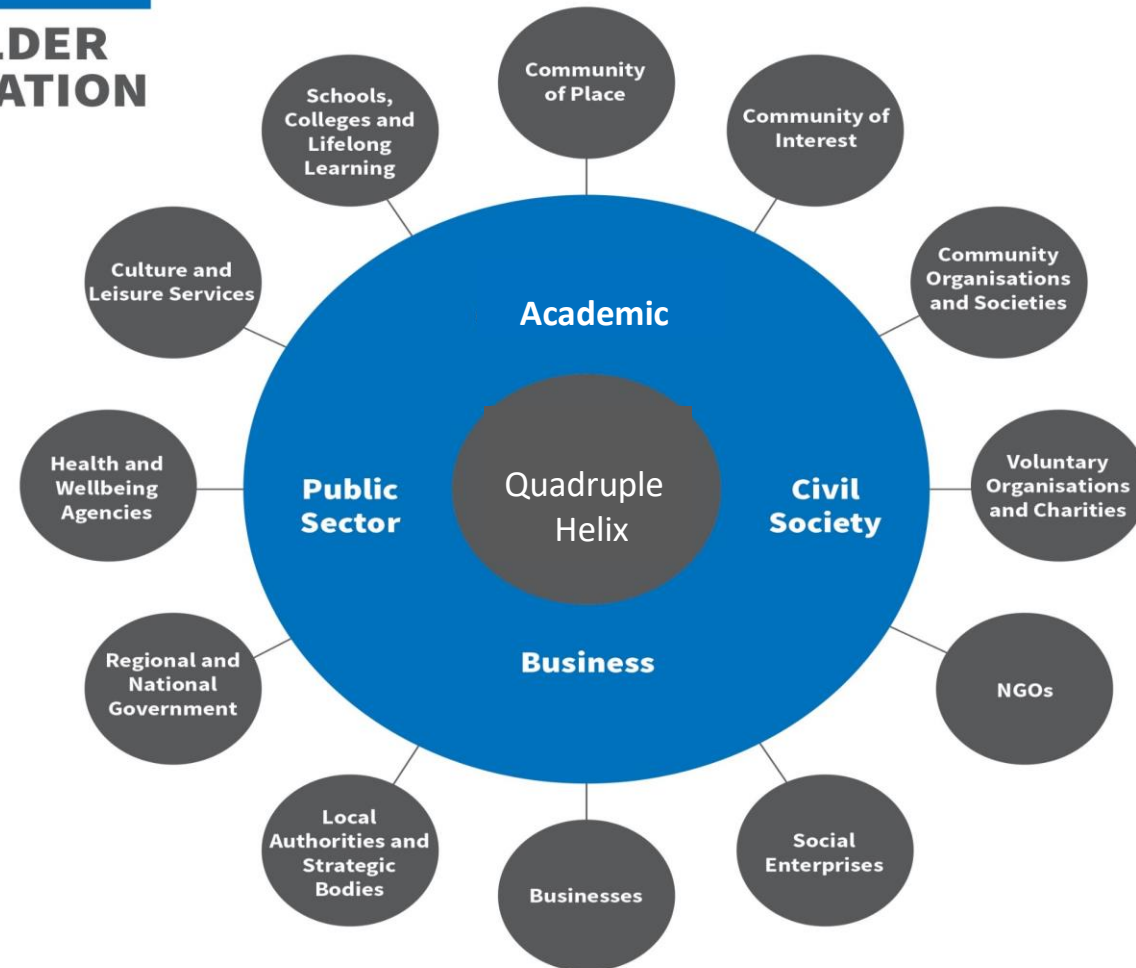 LDER
ATION
Community
of Place
Schools,
Colleges and
Lifelong
Learning
Community of
Interest
Culture and
Leisure Services
Community
Organisations
and Societies
Academic
Health and
Wellbeing
Agencies
Public
Sector
Quadruple
Helix
Civil
Society
Voluntary
Organisations
and Charities
Business
Regional and
National
Government
NGOs
Local
Authorities and
Strategic
Bodies
Businesses
Social
Enterprises